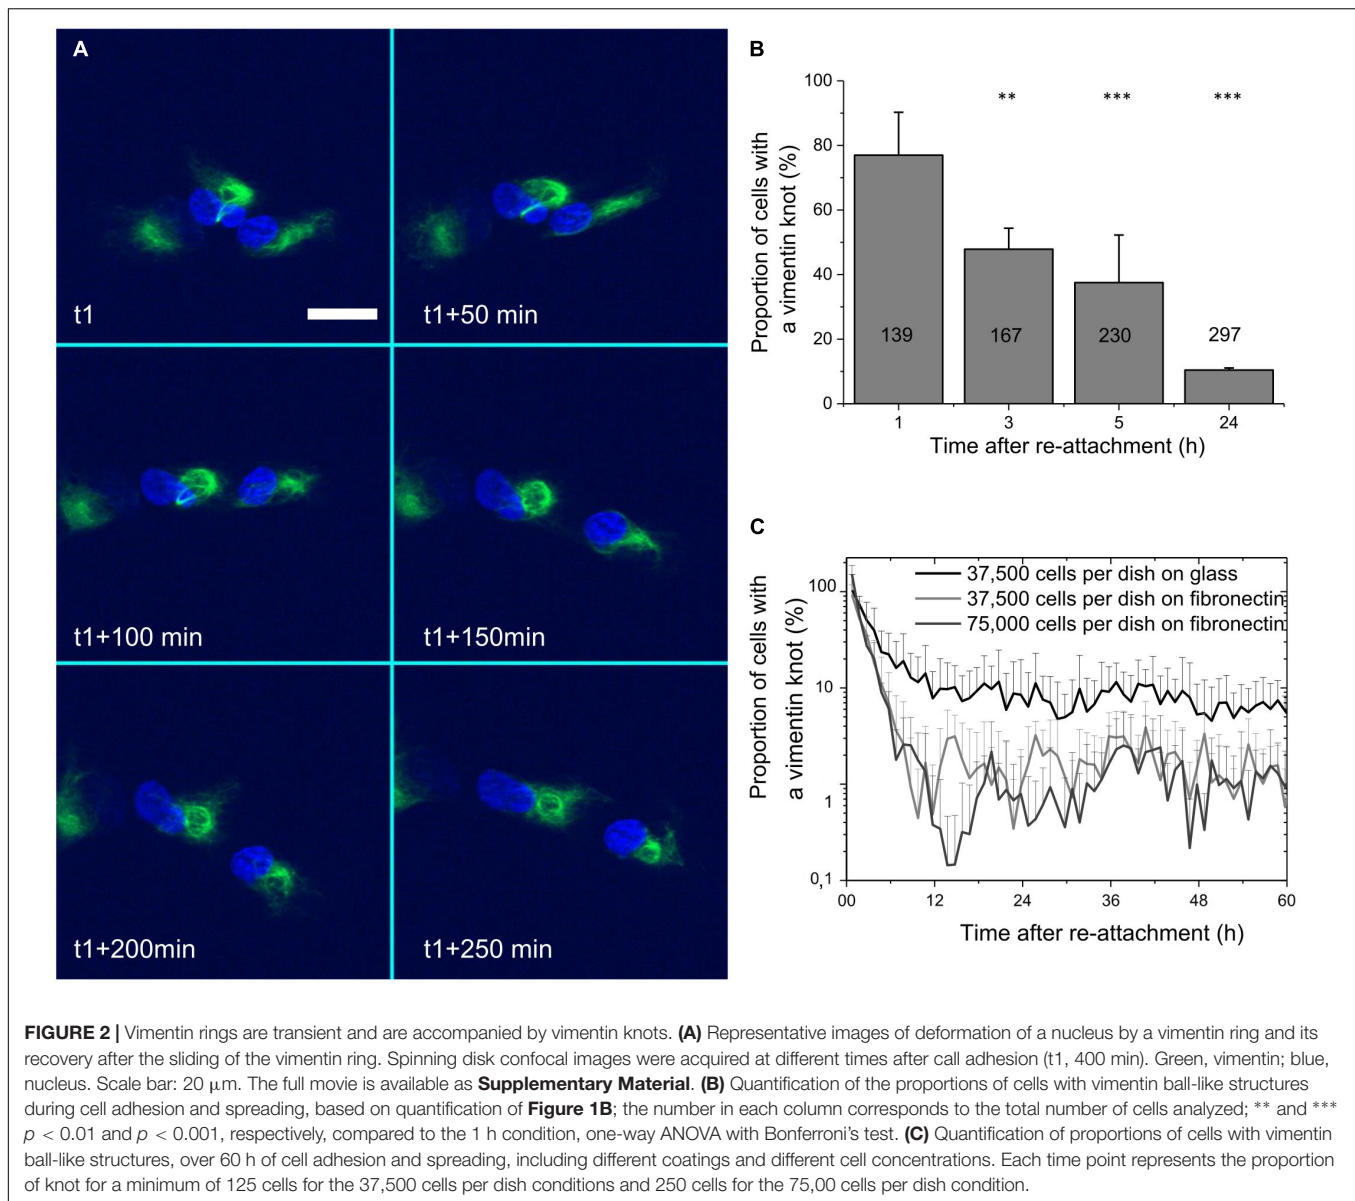 A
t1
t1+50 min
t1+100 min
t1+150min
t1+200min
t1+250 min
B
Proportion of cells with
a vimentin knot (%)
100
80
60
40
20
0
** *** ***
139 167 230 297
1 3 5 24
Time after re-attachment (h)
C
Proportion of cells with
a vimentin knot (%)
100
10
1
0,1
37,500 cells per dish on glass
37,500 cells per dish on fibronectin
75,000 cells per dish on fibronectin
00 12 24 36 48 60
Time after re-attachment (h)
FIGURE 2 | Vimentin rings are transient and are accompanied by vimentin knots. (A) Representative images of deformation of a nucleus by a vimentin ring and its
recovery after the sliding of the vimentin ring. Spinning disk confocal images were acquired at different times after call adhesion (t1, 400 min). Green, vimentin; blue,
nucleus. Scale bar: 20 μm. The full movie is available as Supplementary Material. (B) Quantification of the proportions of cells with vimentin ball-like structures
during cell adhesion and spreading, based on quantification of Figure 1B; the number in each column corresponds to the total number of cells analyzed; ** and ***
p < 0.01 and p < 0.001, respectively, compared to the 1 h condition, one-way ANOVA with Bonferroni's test. (C) Quantification of proportions of cells with vimentin
ball-like structures, over 60 h of cell adhesion and spreading, including different coatings and different cell concentrations. Each time point represents the proportion
of knot for a minimum of 125 cells for the 37,500 cells per dish conditions and 250 cells for the 75,00 cells per dish condition.